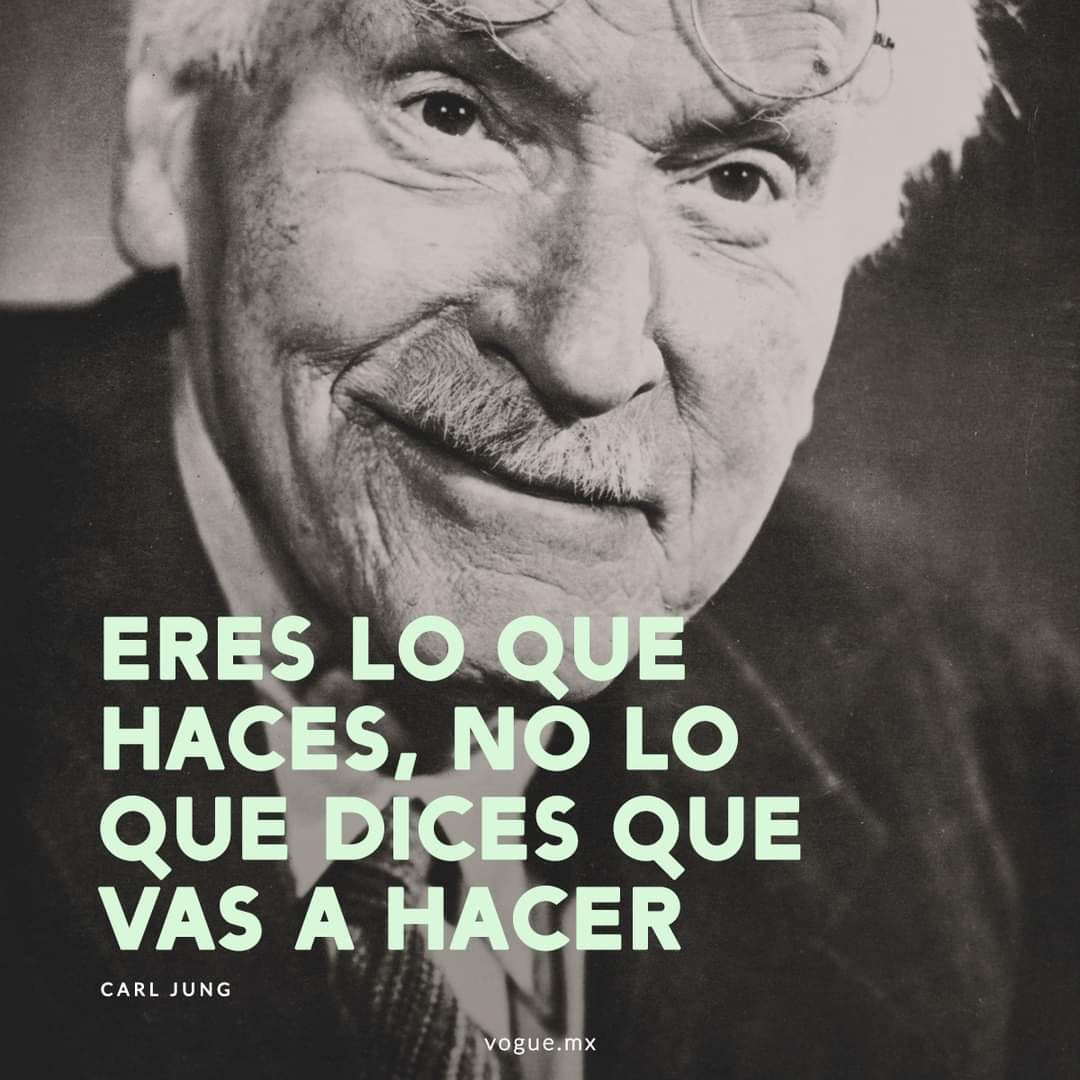 ERES LO QUE
HACES, NO LO
QUE DICES QUE
VAS A HACER
CARL JUNG
vogue.mx